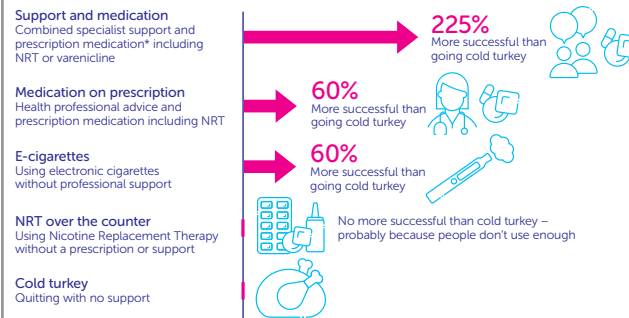 Support and medication
Combined specialist support and
prescription medication* including
NRT or varenicline
225%
More successful than
going cold turkey
Medication on prescription
Health professional advice and
prescription medication including NRT
60%
More successful than
going cold turkey
E-cigarettes
Using electronic cigarettes
without professional support
60%
More successful than
going cold turkey
NRT over the counter
Using Nicotine Replacement Therapy
without a prescription or support
No more successful than cold turkey –
probably because people don't use enough
Cold turkey
Quitting with no support